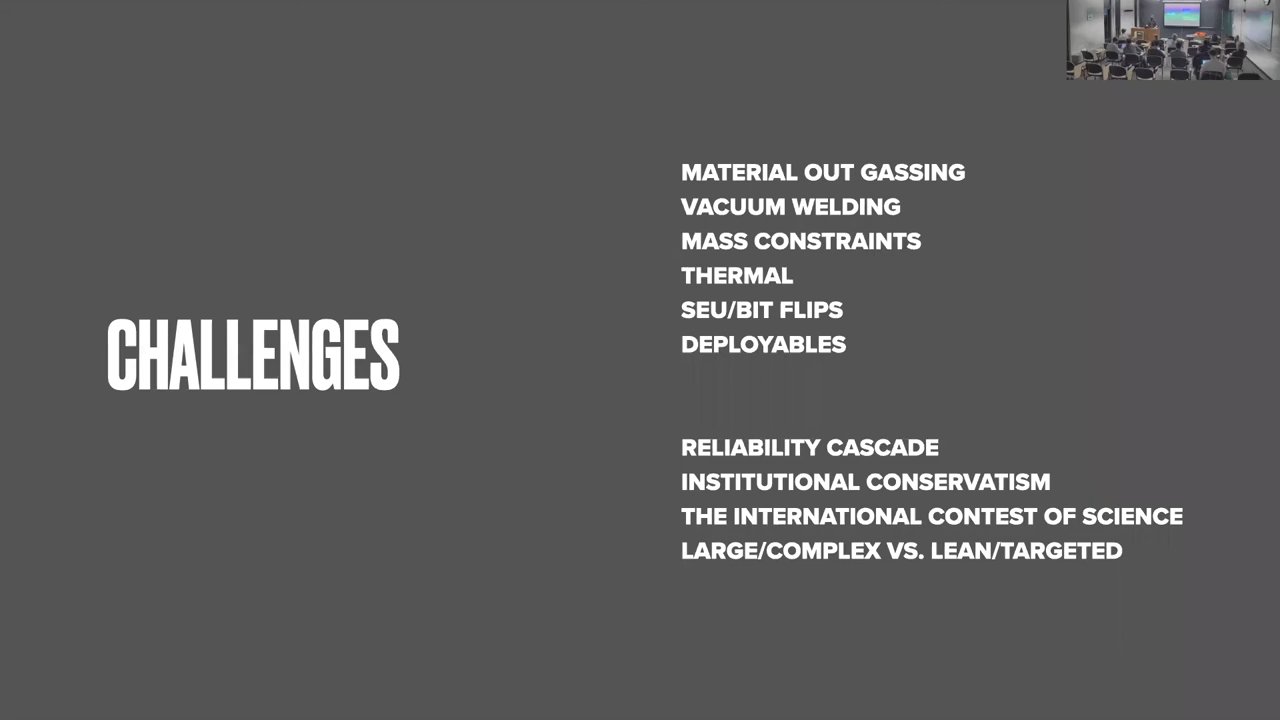 CHALLENGES
MATERIAL OUT GASSING
VACUUM WELDING
MASS CONSTRAINTS
THERMAL
SEU/BIT FLIPS
DEPLOYABLES
RELIABILITY CASCADE
INSTITUTIONAL CONSERVATISM
THE INTERNATIONAL CONTEST OF SCIENCE
LARGE/COMPLEX VS. LEAN/TARGETED